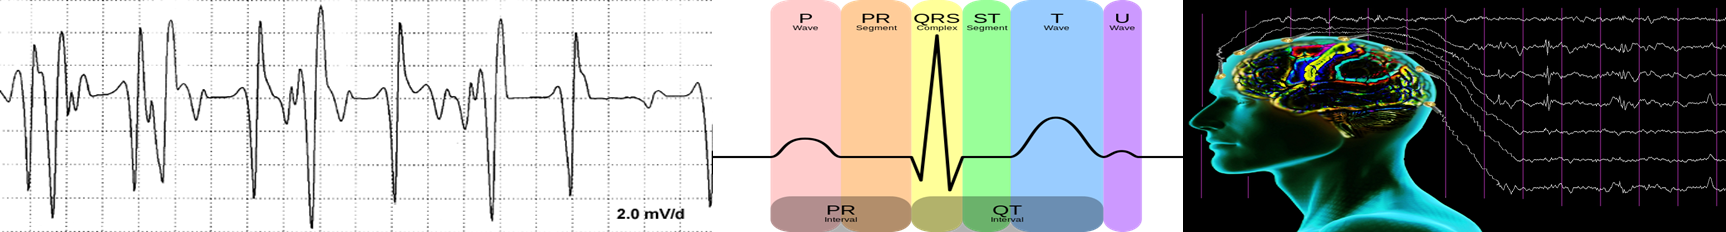 2.0 mV/d
P
Wave
PR
Segment
QRS
Complex
ST
Segment
T
Wave
U
Wave
PR
Interval
QT
Interval